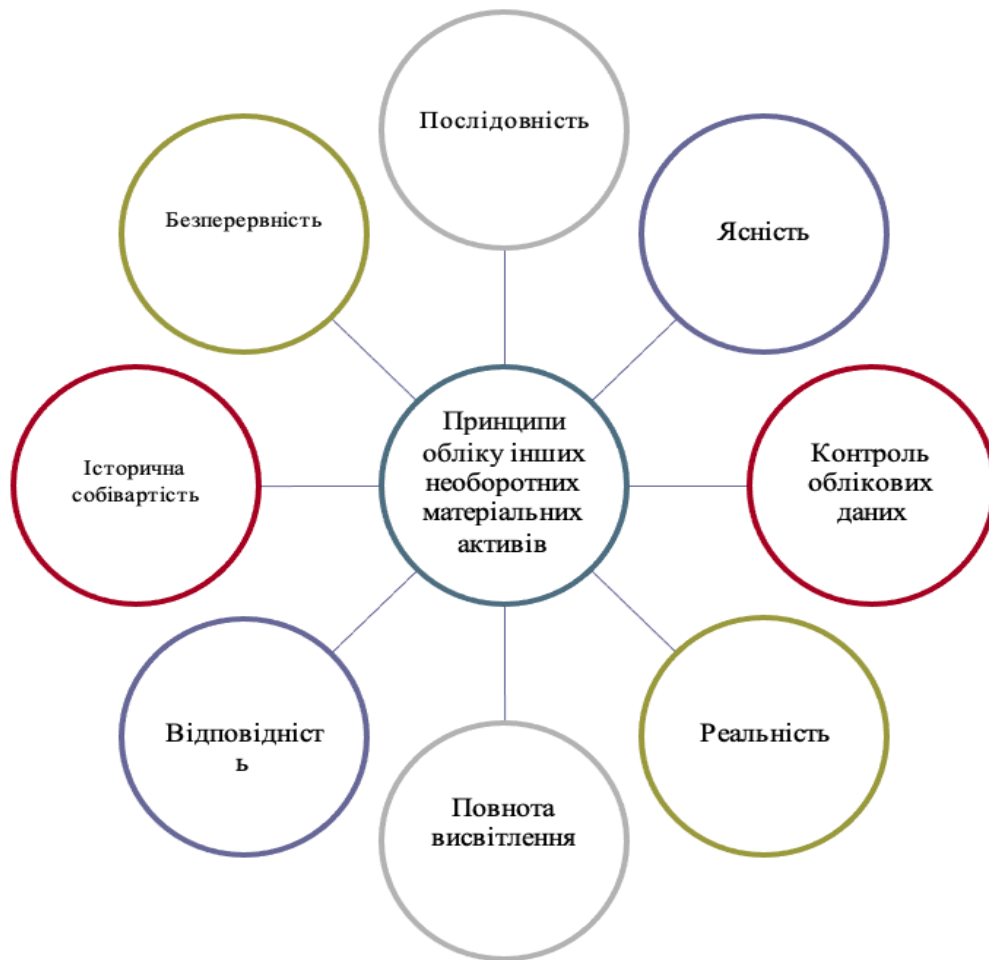 Послідовність
Ясність
Безперервність
Контроль
облікових
даних
Принципи
обліку інших
необоротних
матеріальних
активів
Історична
собівартість
Реальність
Відповідніст
ь
Повнота
висвітлення